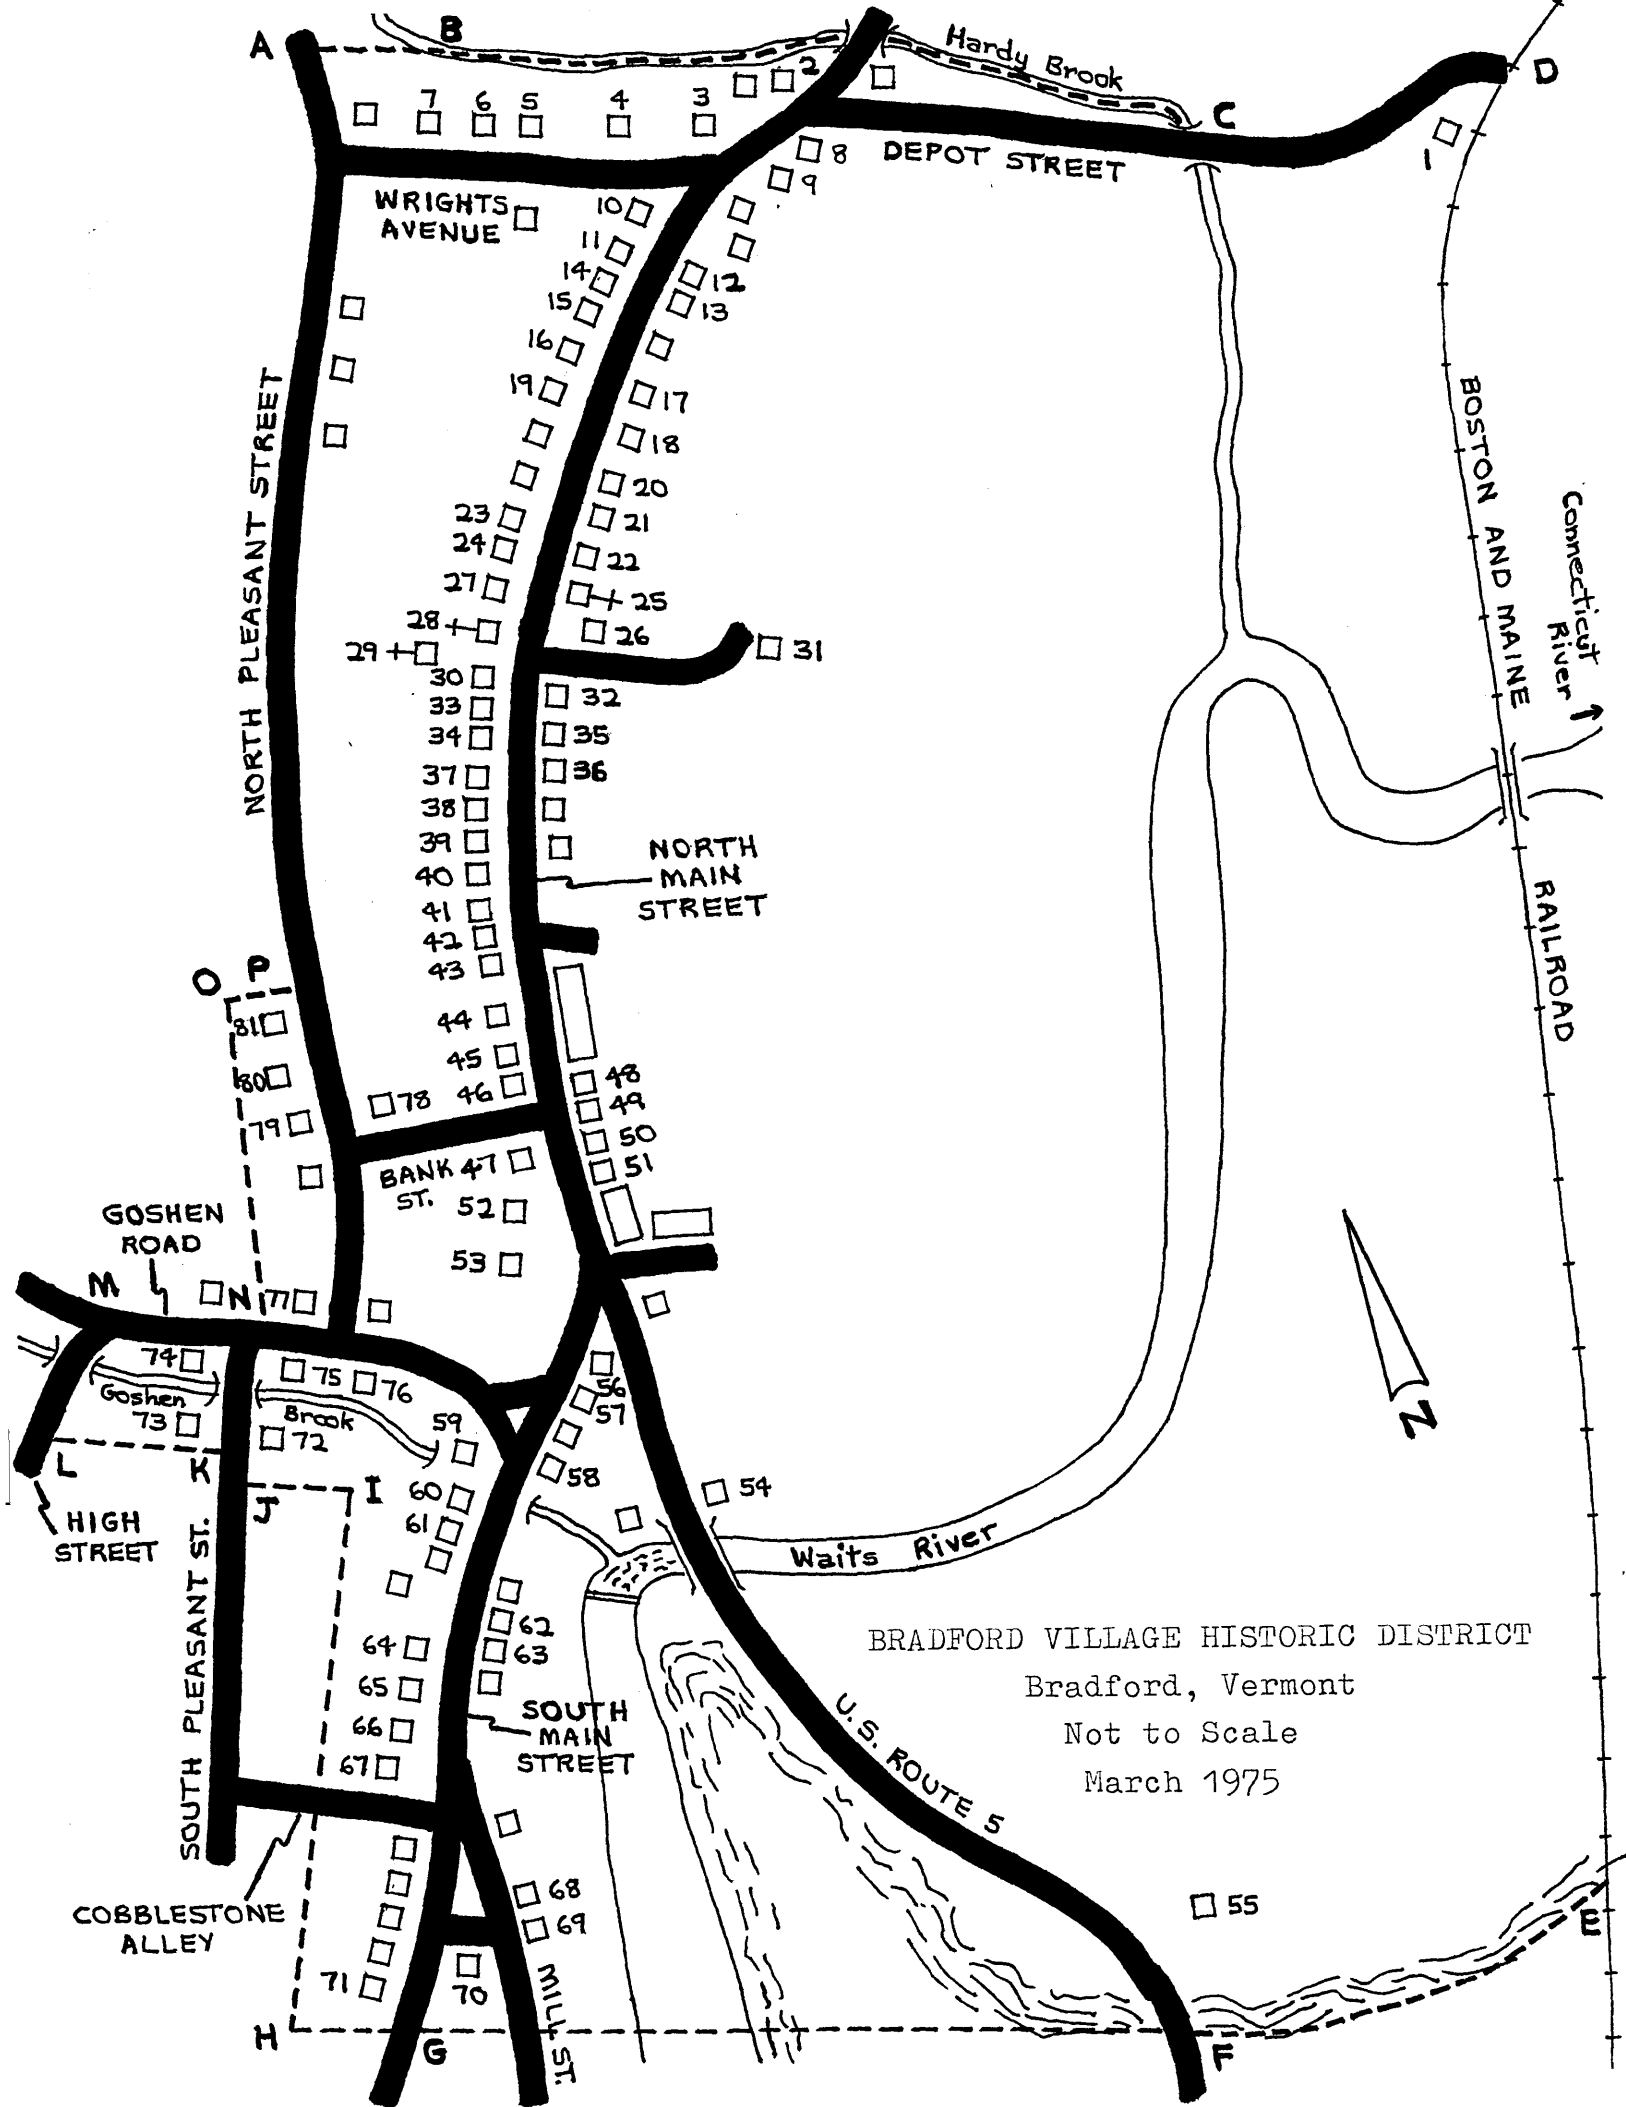 A
B
Hardy Brook
C
D
2
7
6
5
4
3
1
8
DEPOT STREET
9
WRIGHTS
AVENUE
10
11
14
12
15
13
16
19
17
18
NORTH PLEASANT STREET
BOSTON AND MAINE
RAILROAD
Connecticut
River
20
23
21
24
22
27
25
28
26
29
31
30
32
33
34
35
37
36
38
39
40
NORTH
MAIN
STREET
41
42
43
O
P
81
44
45
80
46
48
78
49
79
50
BANK
ST.
47
51
52
GOSHEN
ROAD
53
M
N
77
74
75
76
Goshen
Brook
73
72
59
56
57
58
L
K
J
I
60
61
54
HIGH
STREET
Waits River
SOUTH PLEASANT ST.
62
63
64
65
66
67
SOUTH
MAIN
STREET
BRADFORD VILLAGE HISTORIC DISTRICT
Bradford, Vermont
Not to Scale
March 1975
U.S. ROUTE 5
N
COBBLESTONE
ALLEY
68
69
55
E
71
70
MILL ST.
H
G
F